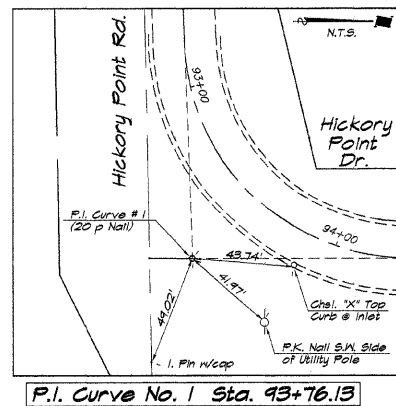 Hickory Point Rd.
N.T.S.
93+00
Hickory
Point
Dr.
94+00
P.I. Curve # 1
(20 p Nail)
43.74'
41.97'
49.02'
Chsl. "X" Top
Curb @ Inlet
P.K. Nail S.W. Side
of Utility Pole
I. Pin w/cap
P.I. Curve No. 1 Sta. 93+76.13